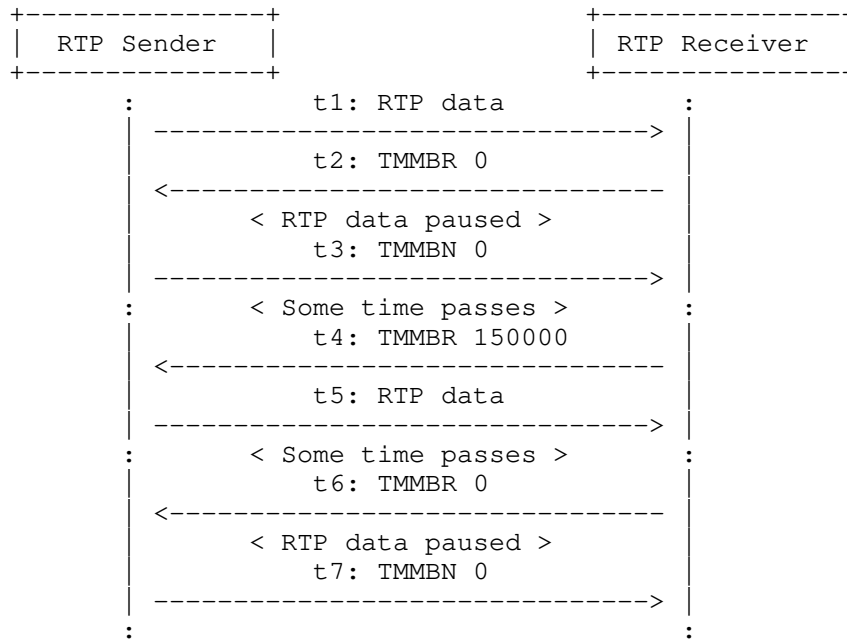 RTP Sender RTP Receiver
t1: RTP data
t2: TMMBR 0
< RTP data paused >
t3: TMMBN 0
< Some time passes >
t4: TMMBR 150000
t5: RTP data
< Some time passes >
t6: TMMBR 0
< RTP data paused >
t7: TMMBN 0